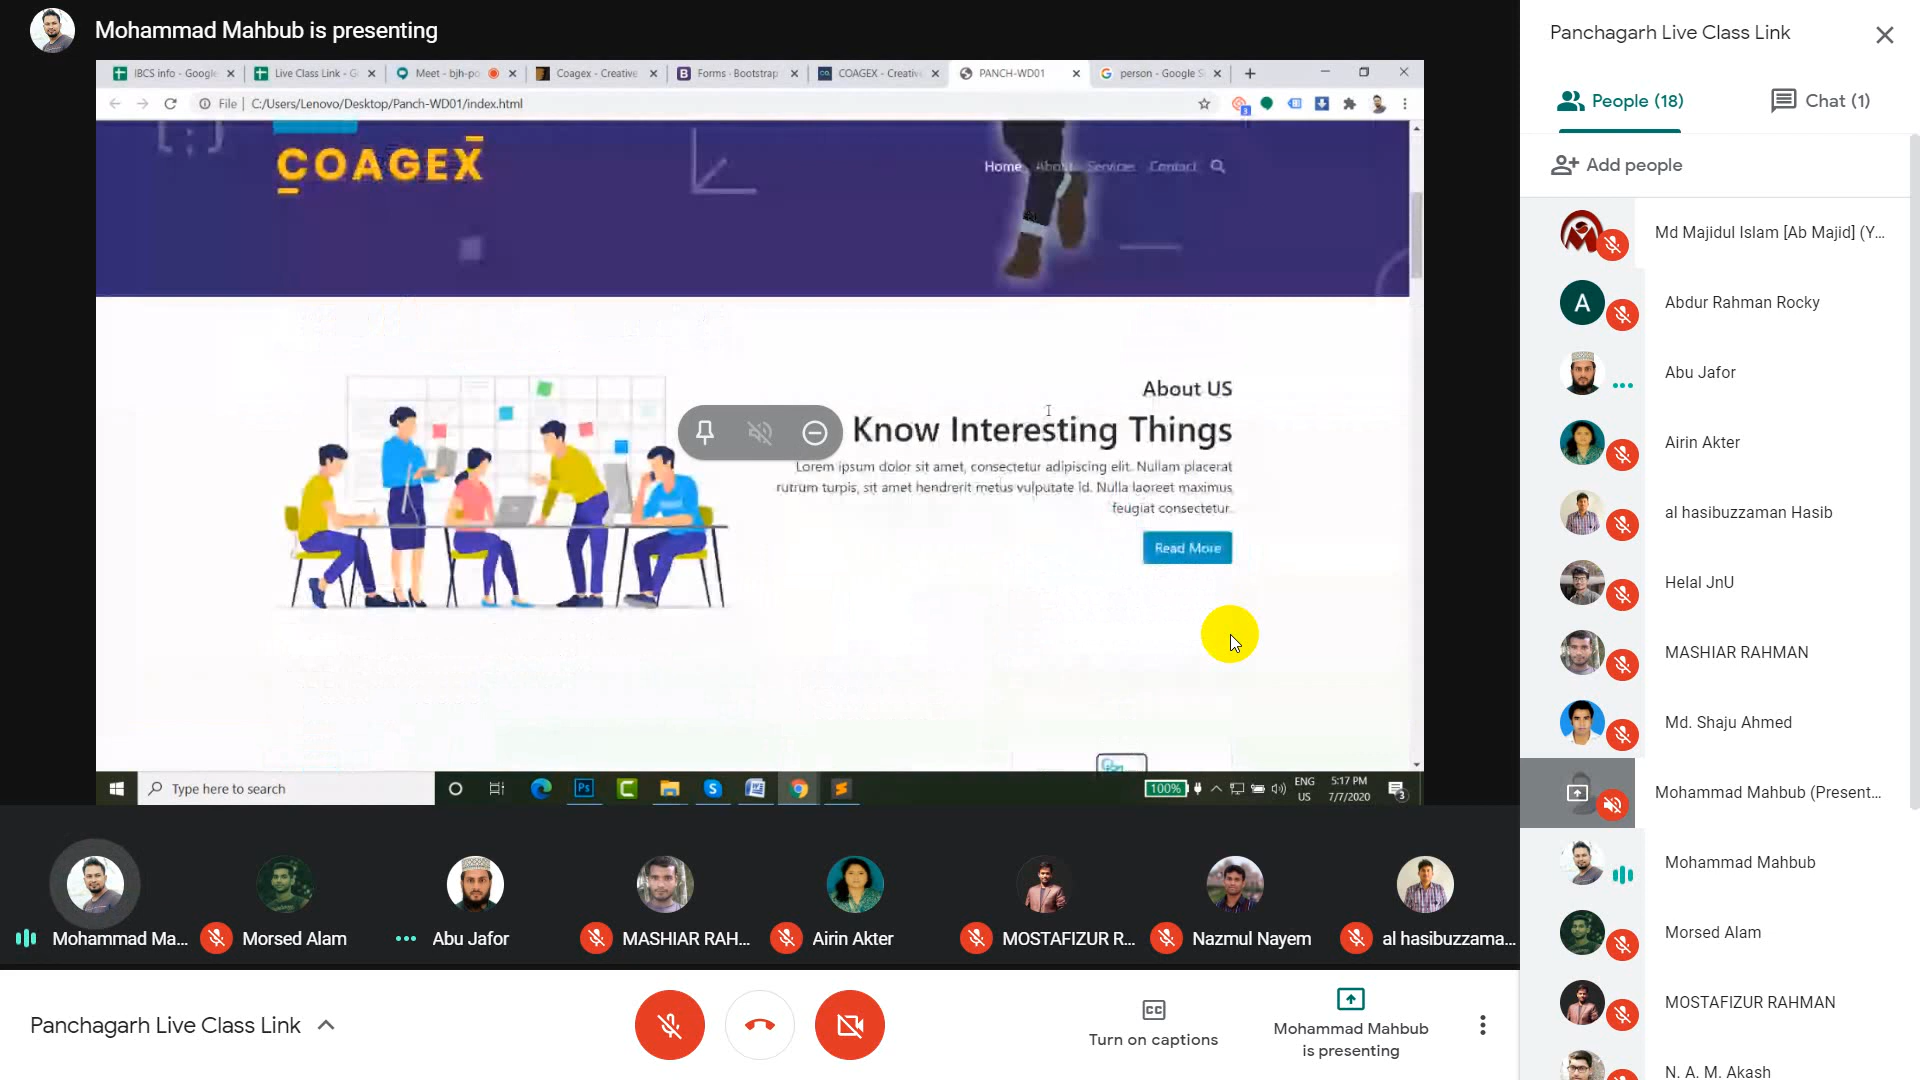 Mohammad Mahbub is presenting
IBCS info - Google
Live Class Link - G
Meet - bjh-po
Coagex - Creative
Forms · Bootstrap
COAGEX - Creativ
PANCH-WD01
person - Google S
File | C:/Users/Lenovo/Desktop/Panch-WD01/index.html
COAGEX
Home About Services Contact
About US
Know Interesting Things
Lorem ipsum dolor sit amet, consectetur adipiscing elit. Nullam placerat
rutrum turpis, sit amet hendrerit metus vulputate id. Nulla laoreet maximus
feugiat consectetur.
Read More
Type here to search
100%
ENG
US
5:17 PM
7/7/2020
3
Mohammad Ma...
Morsed Alam
Abu Jafor
MASHIAR RAH...
Airin Akter
MOSTAFIZUR R...
Nazmul Nayem
al hasibuzzama...
Panchagarh Live Class Link
Turn on captions
Mohammad Mahbub
is presenting
Panchagarh Live Class Link
People (18)
Chat (1)
Add people
Md Majidul Islam [Ab Majid] (Y...
A
Abdur Rahman Rocky
Abu Jafor
Airin Akter
al hasibuzzaman Hasib
Helal JnU
MASHIAR RAHMAN
Md. Shaju Ahmed
Mohammad Mahbub (Present...
Mohammad Mahbub
Morsed Alam
MOSTAFIZUR RAHMAN
N. A. M. Akash